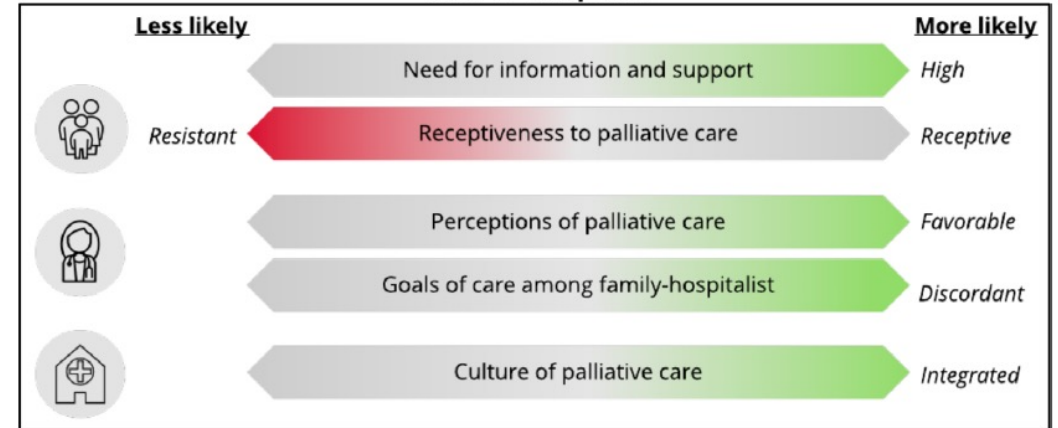 Less likely
More likely
Need for information and support
High
Resistant
Receptiveness to palliative care
Receptive
Perceptions of palliative care
Favorable
Goals of care among family-hospitalist
Discordant
Culture of palliative care
Integrated